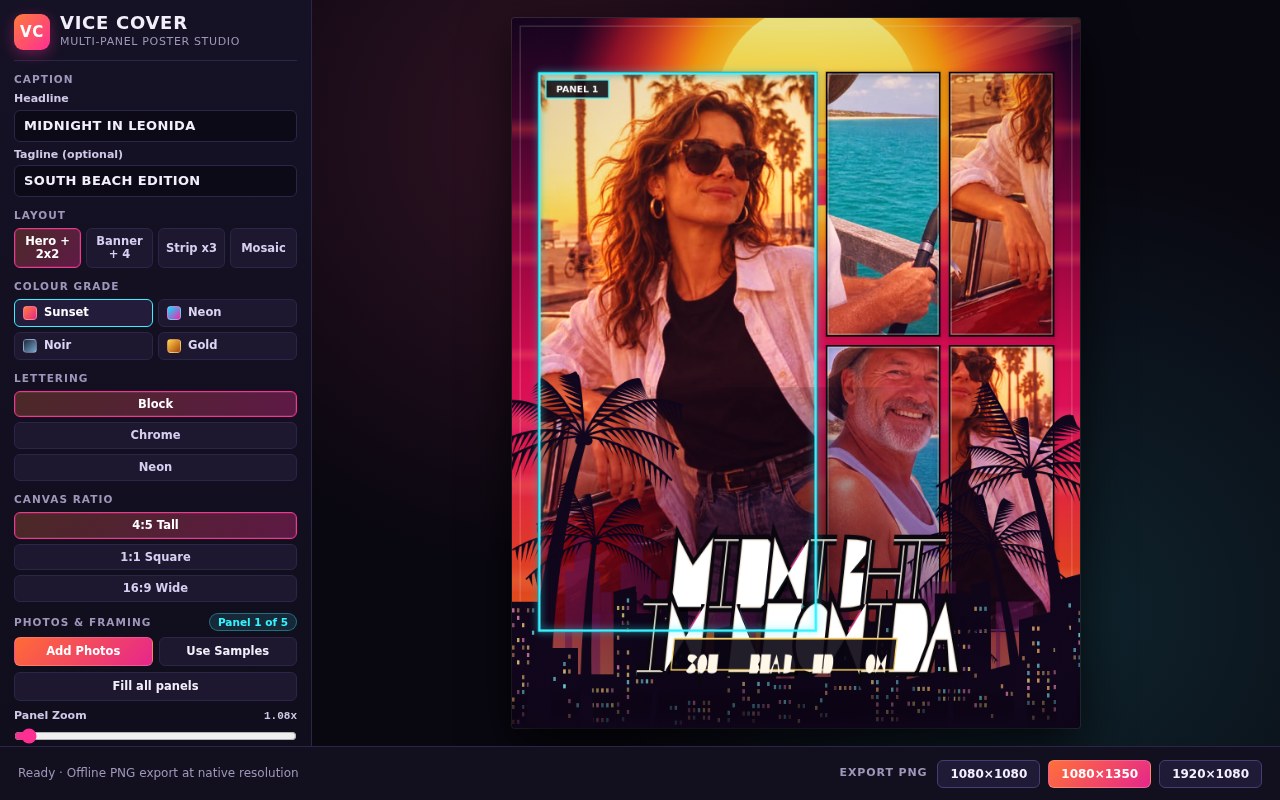 VC
VICE COVER
MULTI-PANEL POSTER STUDIO
CAPTION
Headline
MIDNIGHT IN LEONIDA
Tagline (optional)
SOUTH BEACH EDITION
LAYOUT
Hero + 2x2
Banner + 4
Strip x3
Mosaic
COLOUR GRADE
Sunset
Neon
Noir
Gold
LETTERING
Block
Chrome
Neon
CANVAS RATIO
4:5 Tall
1:1 Square
16:9 Wide
PHOTOS & FRAMING
Panel 1 of 5
Add Photos
Use Samples
Fill all panels
Panel Zoom
1.08x
PANEL 1
Ready · Offline PNG export at native resolution
EXPORT PNG
1080×1080
1080×1350
1920×1080